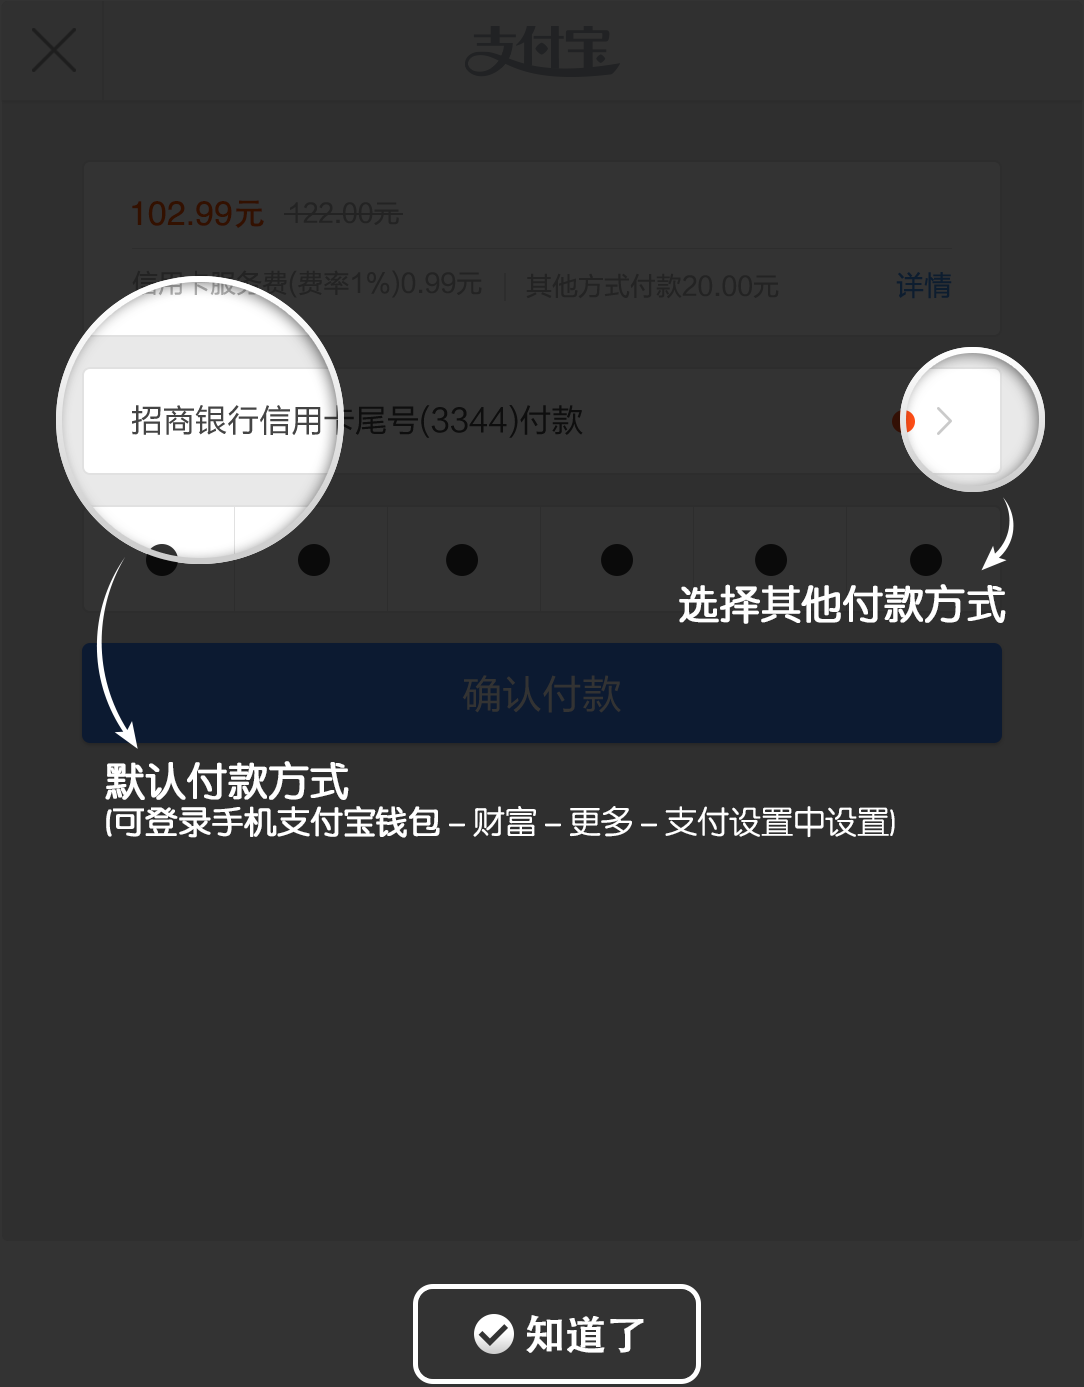 支付宝
102.99元 122.00元
信用卡服务费(费率1%)0.99元 其他方式付款20.00元 详情
招商银行信用卡尾号(3344)付款
选择其他付款方式
确认付款
默认付款方式
(可登录手机支付宝钱包 – 财富 – 更多 – 支付设置中设置)
知道了